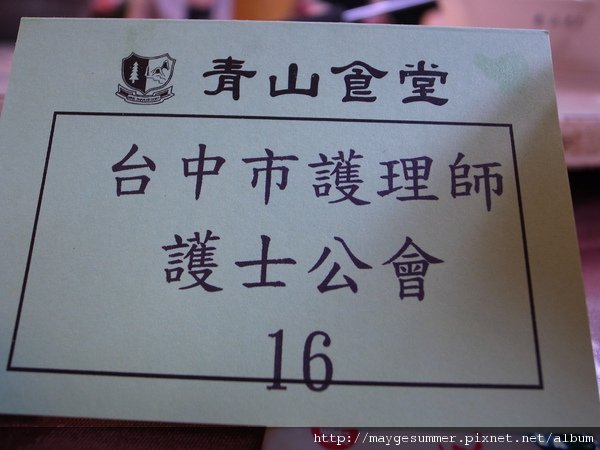 青山食堂
台中市護理師
護士公會
16
http://maygesummer.pixnet.net/album